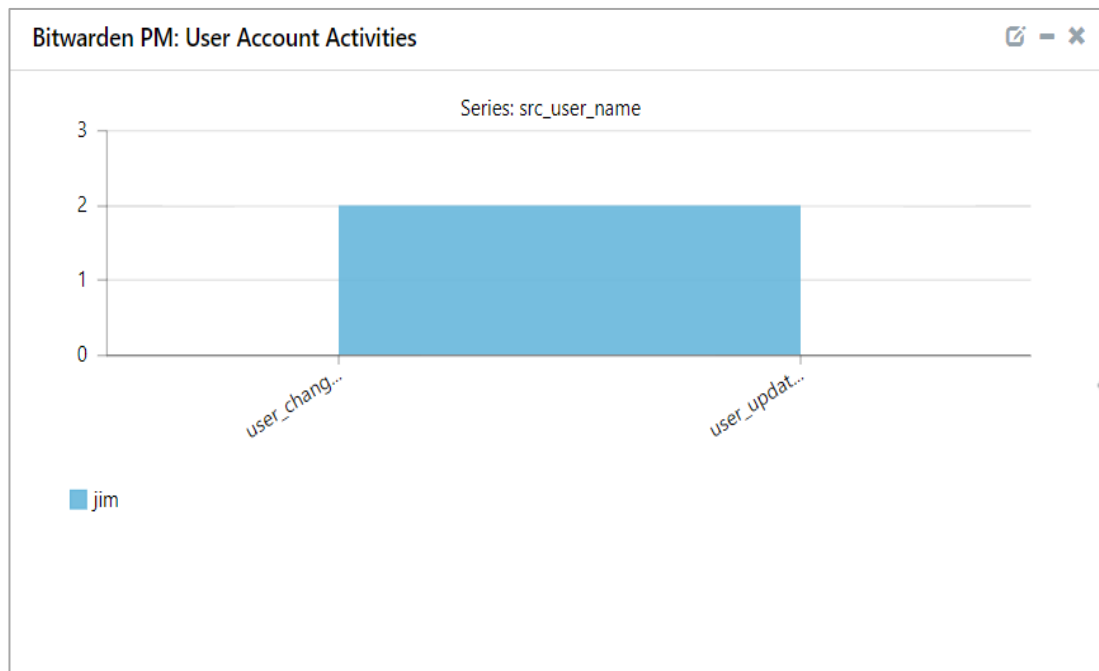 Bitwarden PM: User Account Activities
Series: src_user_name
3
2
1
0
user_chang...
user_updat...
jim